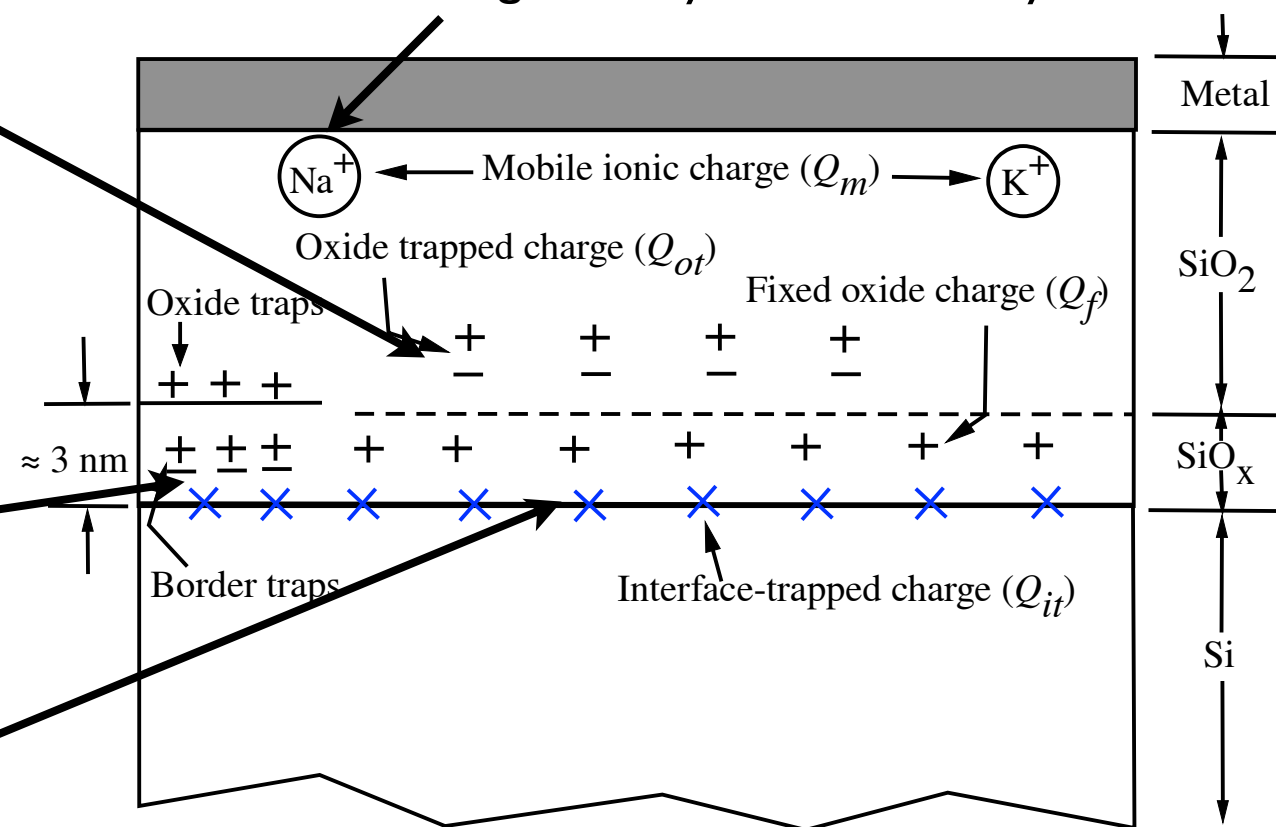 Metal
Na+
Mobile ionic charge (Qm)
K+
Oxide trapped charge (Qot)
SiO2
Fixed oxide charge (Qf)
Oxide traps
+ + + +
– – – –
+ + +
≈ 3 nm
+ + + + + + + + + +
– – –
SiOx
Border traps
Interface-trapped charge (Qit)
Si